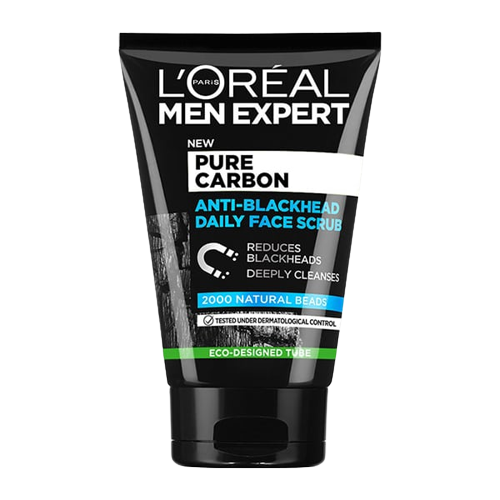 L'ORÉAL
PARIS
MEN EXPERT
NEW
PURE
CARBON
ANTI-BLACKHEAD
DAILY FACE SCRUB
REDUCES
BLACKHEADS
DEEPLY CLEANSES
2000 NATURAL BEADS
TESTED UNDER DERMATOLOGICAL CONTROL
ECO-DESIGNED TUBE